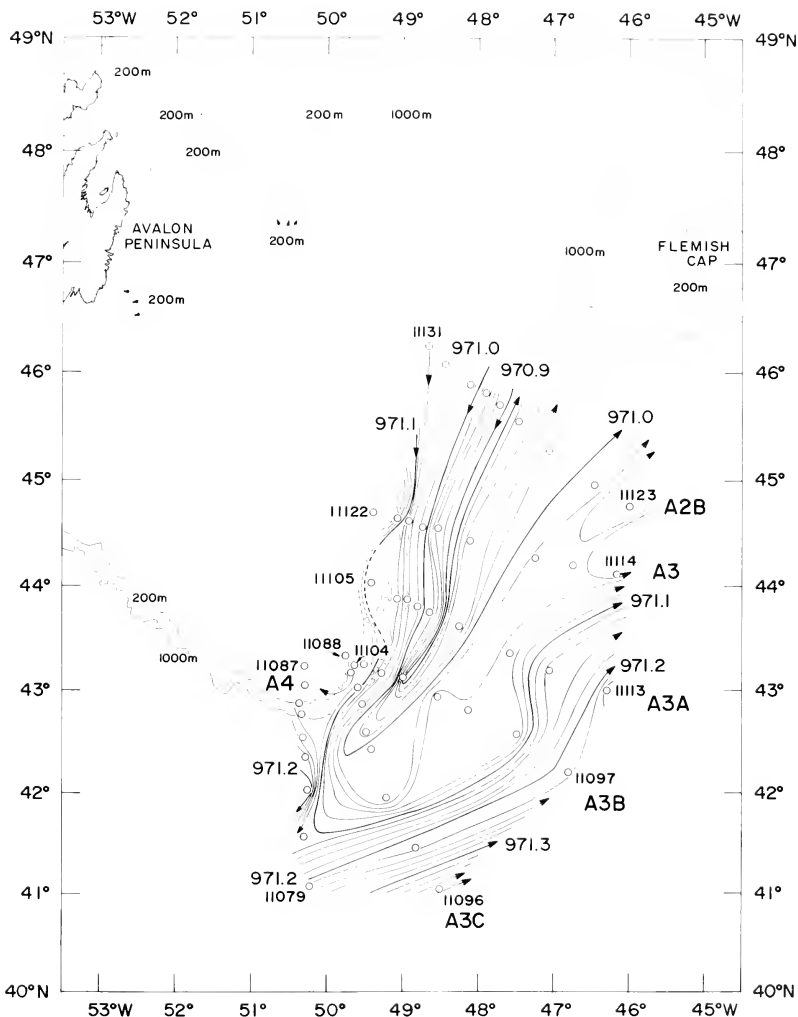 53°W 52° 51° 50° 49° 48° 47° 46° 45°W
49°N 49°N
200m
200m 200m 1000m
48° 200m 48°
AVALON
PENINSULA
200m
1000m
FLEMISH
CAP
47° 47°
200m
200m
11131
971.0
46° 970.9 46°
971.1
971.0
45° 45°
11122
11123
A2B
11105
11114
A3
44° 44°
200m
971.1
11088
11104
1000m
11087
971.2
43° A4 43°
11113
A3A
971.2
11097
42° 42°
A3B
971.3
971.2
11079
41° 41°
11096
A3C
40°N 40°N
53°W 52° 51° 50° 49° 48° 47° 46° 45°W